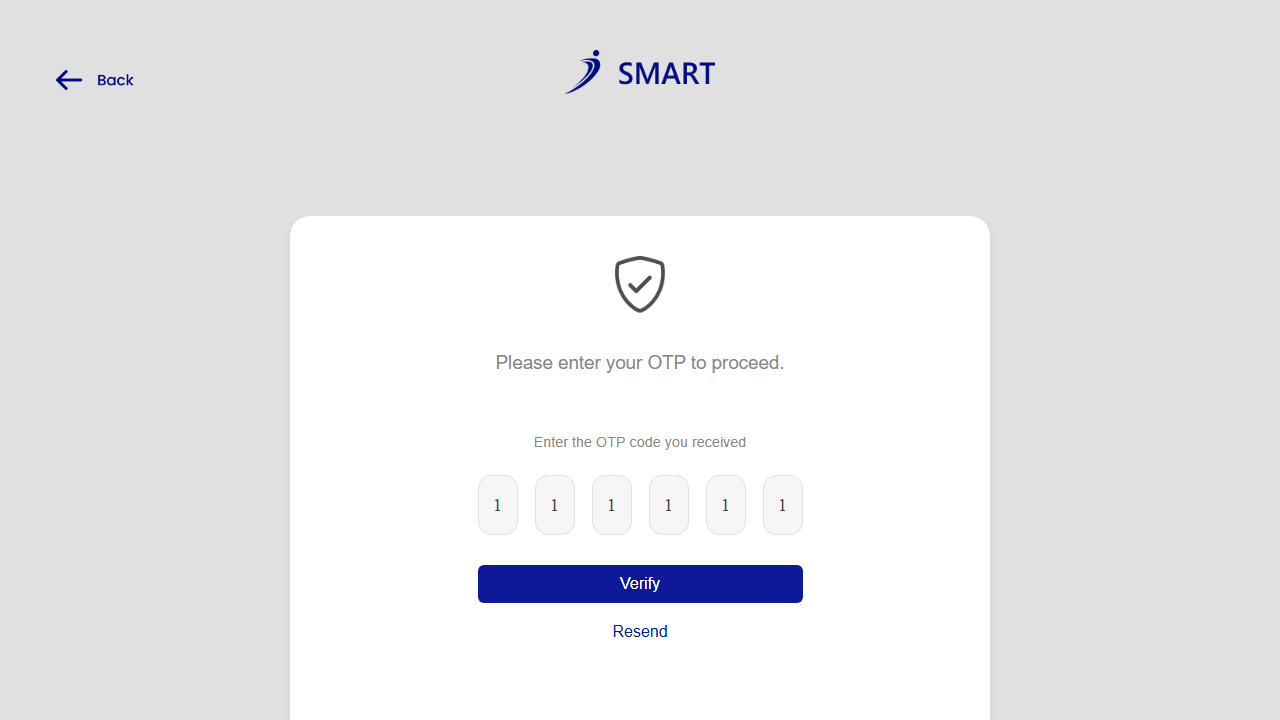 Back
SMART
Please enter your OTP to proceed.
Enter the OTP code you received
1 1 1 1 1 1
Verify
Resend